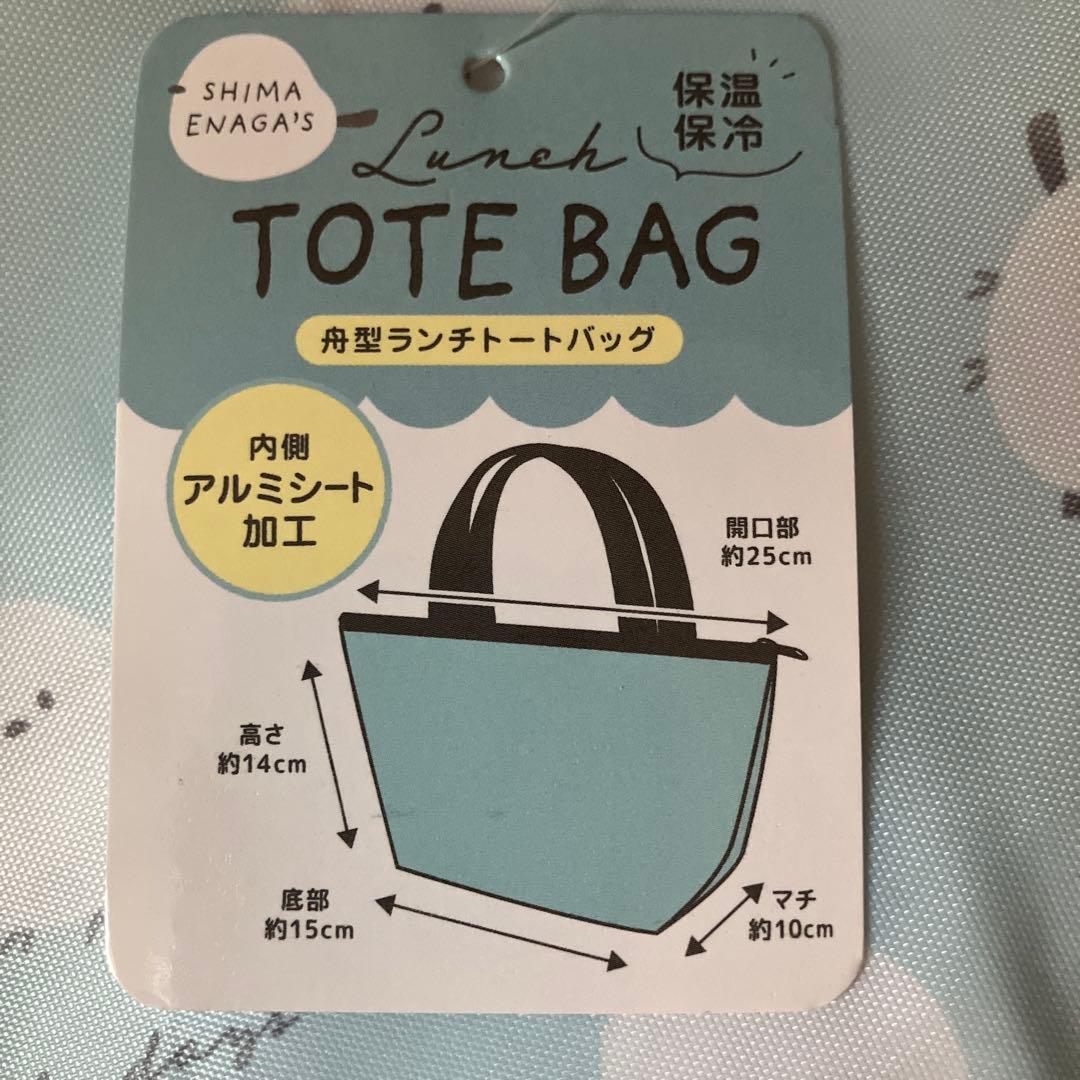 SHIMA
ENAGA'S
Lunch
保温
保冷
TOTE BAG
舟型ランチトートバッグ
内側
アルミシート
加工
開口部
約25cm
高さ
約14cm
底部
約15cm
マチ
約10cm
days